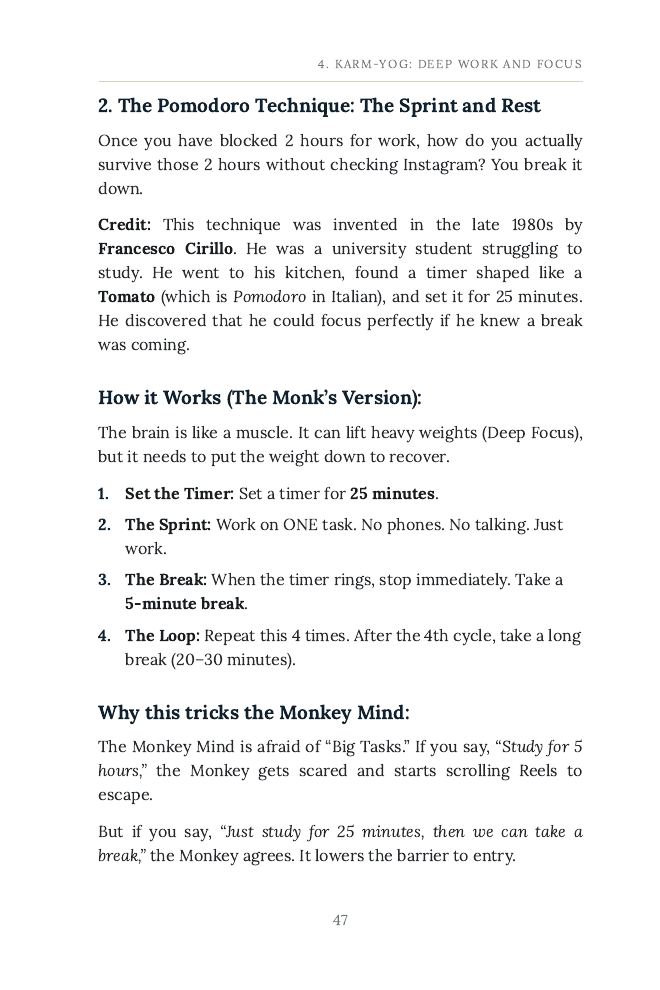 4. KARM-YOG: DEEP WORK AND FOCUS
2. The Pomodoro Technique: The Sprint and Rest
Once you have blocked 2 hours for work, how do you actually
survive those 2 hours without checking Instagram? You break it
down.
Credit: This technique was invented in the late 1980s by
Francesco Cirillo. He was a university student struggling to
study. He went to his kitchen, found a timer shaped like a
Tomato (which is Pomodoro in Italian), and set it for 25 minutes.
He discovered that he could focus perfectly if he knew a break
was coming.
How it Works (The Monk’s Version):
The brain is like a muscle. It can lift heavy weights (Deep Focus),
but it needs to put the weight down to recover.
1. Set the Timer: Set a timer for 25 minutes.
2. The Sprint: Work on ONE task. No phones. No talking. Just
work.
3. The Break: When the timer rings, stop immediately. Take a
5-minute break.
4. The Loop: Repeat this 4 times. After the 4th cycle, take a long
break (20–30 minutes).
Why this tricks the Monkey Mind:
The Monkey Mind is afraid of “Big Tasks.” If you say, “Study for 5
hours,” the Monkey gets scared and starts scrolling Reels to
escape.
But if you say, “Just study for 25 minutes, then we can take a
break,” the Monkey agrees. It lowers the barrier to entry.
47